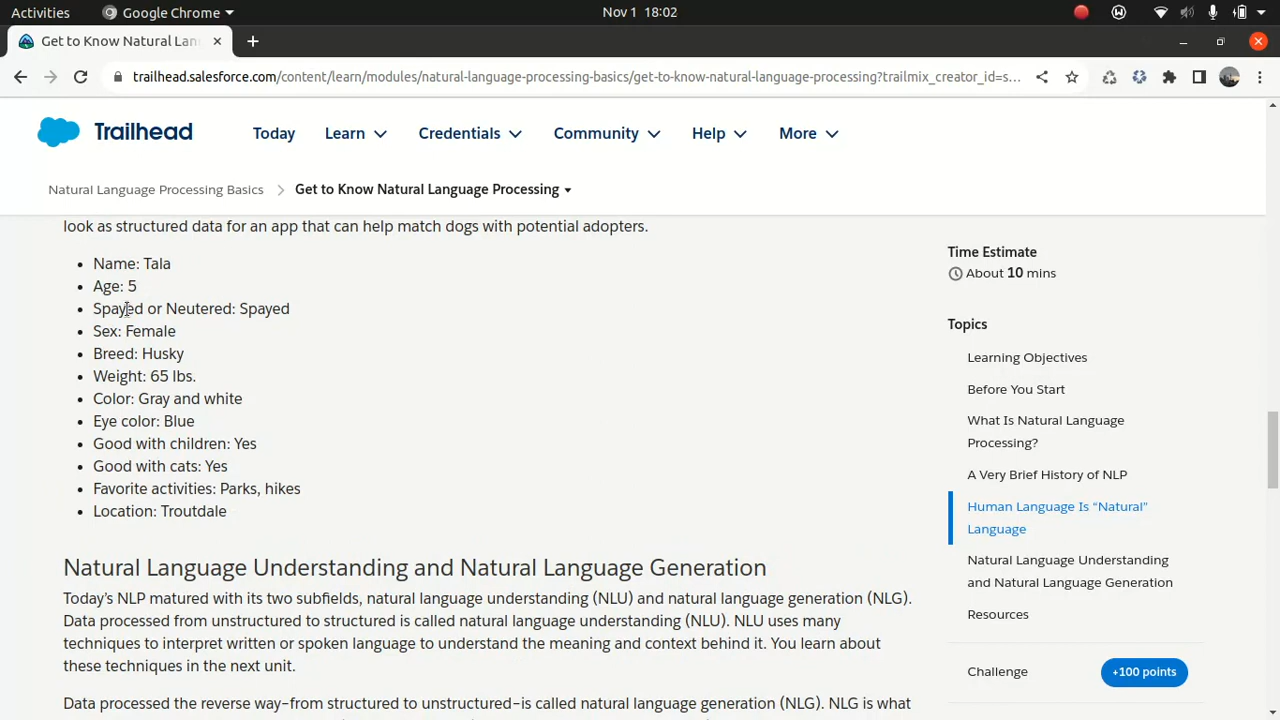 Activities
Google Chrome
Nov 1 18:02
Get to Know Natural Lan
trailhead.salesforce.com/content/learn/modules/natural-language-processing-basics/get-to-know-natural-language-processing?trailmix_creator_id=s...
Trailhead
Today
Learn
Credentials
Community
Help
More
Natural Language Processing Basics
Get to Know Natural Language Processing
look as structured data for an app that can help match dogs with potential adopters.
• Name: Tala
• Age: 5
• Spayed or Neutered: Spayed
• Sex: Female
• Breed: Husky
• Weight: 65 lbs.
• Color: Gray and white
• Eye color: Blue
• Good with children: Yes
• Good with cats: Yes
• Favorite activities: Parks, hikes
• Location: Troutdale
Natural Language Understanding and Natural Language Generation
Today’s NLP matured with its two subfields, natural language understanding (NLU) and natural language generation (NLG).
Data processed from unstructured to structured is called natural language understanding (NLU). NLU uses many
techniques to interpret written or spoken language to understand the meaning and context behind it. You learn about
these techniques in the next unit.
Data processed the reverse way–from structured to unstructured–is called natural language generation (NLG). NLG is what
Time Estimate
About 10 mins
Topics
Learning Objectives
Before You Start
What Is Natural Language
Processing?
A Very Brief History of NLP
Human Language Is “Natural”
Language
Natural Language Understanding
and Natural Language Generation
Resources
Challenge
+100 points